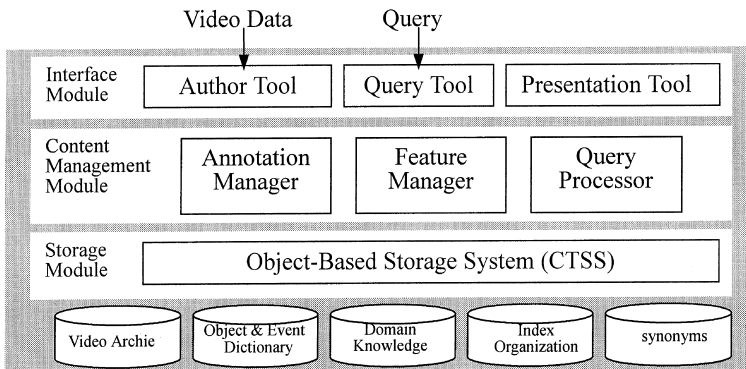 Video Data
Query
Interface
Module
Author Tool
Query Tool
Presentation Tool
Content
Management
Module
Annotation
Manager
Feature
Manager
Query
Processor
Storage
Module
Object-Based Storage System (CTSS)
Video Archie
Object & Event
Dictionary
Domain
Knowledge
Index
Organization
synonyms